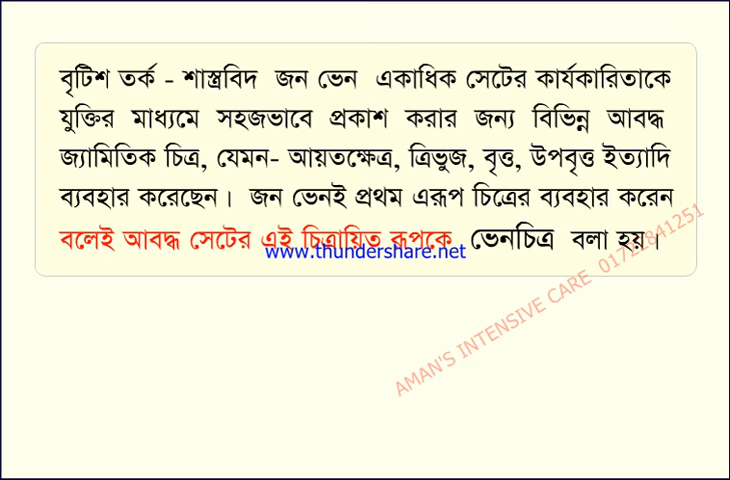 বৃটিশ তর্ক - শাস্ত্রবিদ জন ভেন একাধিক সেটের কার্যকারিতাকে
যুক্তির মাধ্যমে সহজভাবে প্রকাশ করার জন্য বিভিন্ন আবদ্ধ
জ্যামিতিক চিত্র, যেমন- আয়তক্ষেত্র, ত্রিভুজ, বৃত্ত, উপবৃত্ত ইত্যাদি
ব্যবহার করেছেন। জন ভেনই প্রথম এরূপ চিত্রের ব্যবহার করেন
বলেই আবদ্ধ সেটের এই চিত্রায়িত রূপকে ভেনচিত্র বলা হয়।
www.thundershare.net
AMAN'S INTENSIVE CARE 01722841251